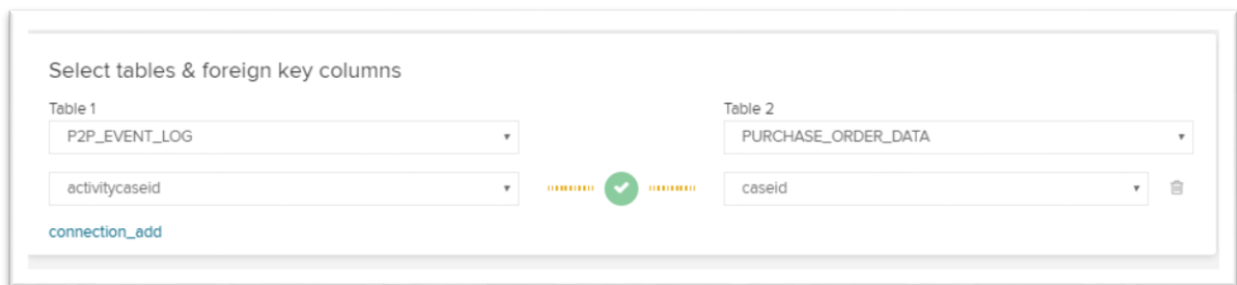 Select tables & foreign key columns
Table 1
Table 2
P2P_EVENT_LOG
PURCHASE_ORDER_DATA
activitycaseid
caseid
connection_add